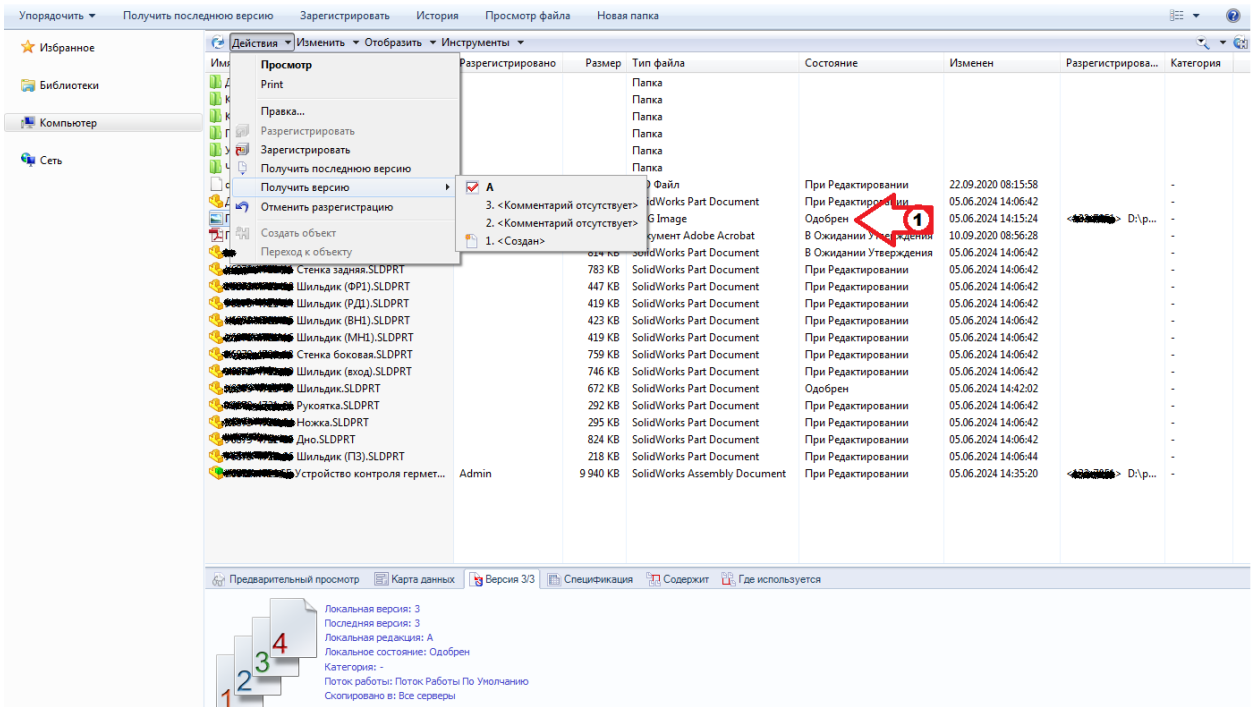 Упорядочить Получить последнюю версию Зарегистрировать История Просмотр файла Новая папка
Избранное
Библиотеки
Компьютер
Сеть
Действия Изменить Отобразить Инструменты
Разрегистрировано Размер Тип файла Состояние Изменен Разрегистрирова... Категория
Просмотр
Print
Правка...
Разрегистрировать
Зарегистрировать
Получить последнюю версию
Получить версию
Отменить разрегистрацию
Создать объект
Переход к объекту
A
3. <Комментарий отсутствует>
2. <Комментарий отсутствует>
1. <Создан>
Папка
Папка
Папка
Папка
Папка
Папка
Файл При Редактировании 22.09.2020 08:15:58 -
idWorks Part Document При Редактировании 05.06.2024 14:06:42 -
G Image Одобрен 1 05.06.2024 14:15:24 D:\p... -
кумент Adobe Acrobat В Ожидании Утверждения 10.09.2020 08:56:28 -
814 KB SolidWorks Part Document В Ожидании Утверждения 05.06.2024 14:06:42 -
Стенка задняя.SLDPRT 783 KB SolidWorks Part Document При Редактировании 05.06.2024 14:06:42 -
Шильдик (ФР1).SLDPRT 447 KB SolidWorks Part Document При Редактировании 05.06.2024 14:06:42 -
Шильдик (РД1).SLDPRT 419 KB SolidWorks Part Document При Редактировании 05.06.2024 14:06:42 -
Шильдик (ВН1).SLDPRT 423 KB SolidWorks Part Document При Редактировании 05.06.2024 14:06:42 -
Шильдик (МН1).SLDPRT 419 KB SolidWorks Part Document При Редактировании 05.06.2024 14:06:42 -
Стенка боковая.SLDPRT 759 KB SolidWorks Part Document При Редактировании 05.06.2024 14:06:42 -
Шильдик (вход).SLDPRT 746 KB SolidWorks Part Document При Редактировании 05.06.2024 14:06:42 -
Шильдик.SLDPRT 672 KB SolidWorks Part Document Одобрен 05.06.2024 14:42:02 -
Рукоятка.SLDPRT 292 KB SolidWorks Part Document При Редактировании 05.06.2024 14:06:42 -
Ножка.SLDPRT 295 KB SolidWorks Part Document При Редактировании 05.06.2024 14:06:42 -
Дно.SLDPRT 824 KB SolidWorks Part Document При Редактировании 05.06.2024 14:06:42 -
Шильдик (ПЗ).SLDPRT 218 KB SolidWorks Part Document При Редактировании 05.06.2024 14:06:44 -
Устройство контроля гермет... Admin 9 940 KB SolidWorks Assembly Document При Редактировании 05.06.2024 14:35:20 D:\p... -
Предварительный просмотр Карта данных Версия 3/3 Спецификация Содержит Где используется
Локальная версия: 3
Последняя версия: 3
Локальная редакция: A
Локальное состояние: Одобрен
Категория: -
Поток работы: Поток Работы По Умолчанию
Скопировано в: Все серверы
4
3
2
1